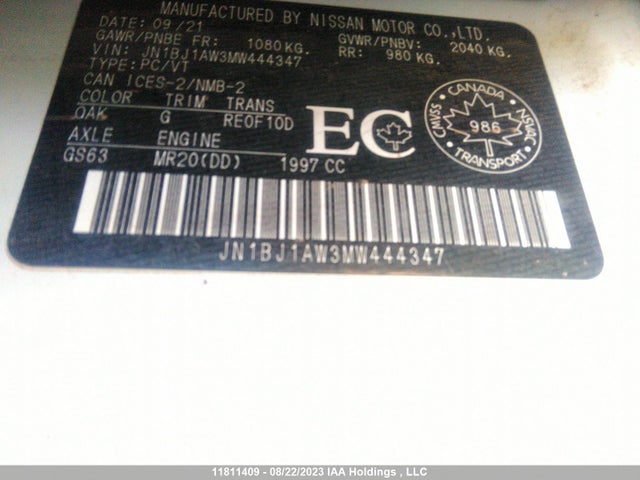 MANUFACTURED BY NISSAN MOTOR CO.,LTD.
DATE: 09/21
GAWR/PNBE FR: 1080KG. GVWR/PNBV: 2040 KG.
VIN: JN1BJ1AW3MW444347 RR: 980 KG.
TYPE:PC/VT
CAN ICES-2/NMB-2
COLOR TRIM TRANS
QAK G RE0F10D
AXLE ENGINE
GS63 MR20(DD) 1997 CC
EC
CANADA
CMVSS 986 NSVAC
TRANSPORT
JN1BJ1AW3MW444347
11811409 - 08/22/2023 IAA Holdings , LLC